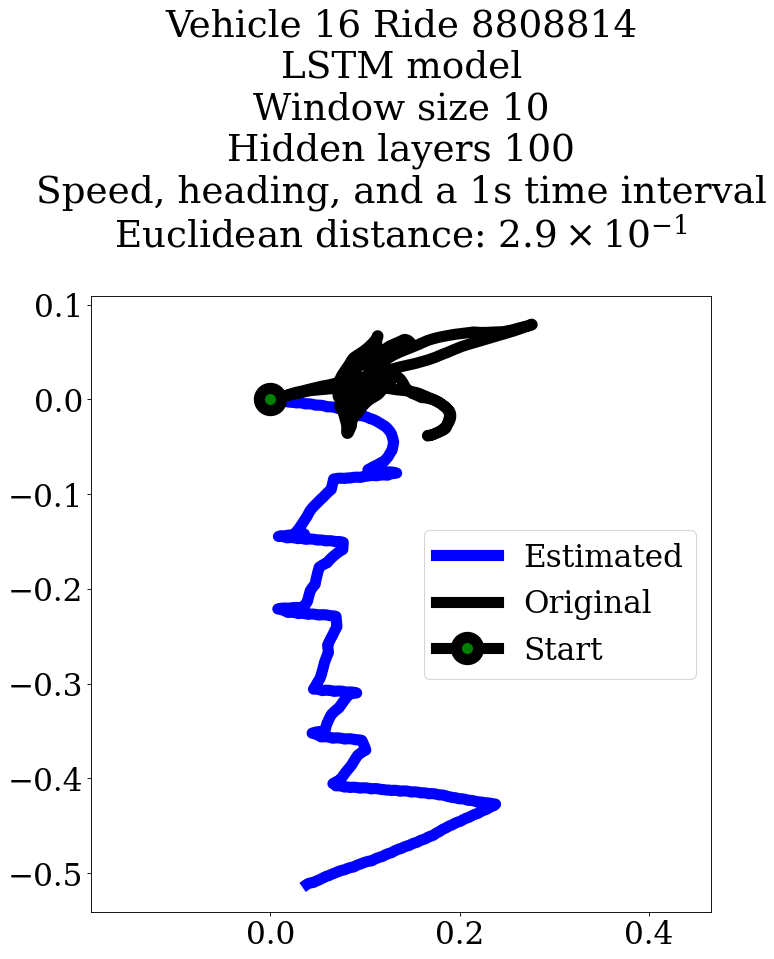 Vehicle 16 Ride 8808814
LSTM model
Window size 10
Hidden layers 100
Speed, heading, and a 1s time interval
Euclidean distance: 2.9 × 10⁻¹
0.1
0.0
−0.1
−0.2
−0.3
−0.4
−0.5
Estimated
Original
Start
0.0 0.2 0.4